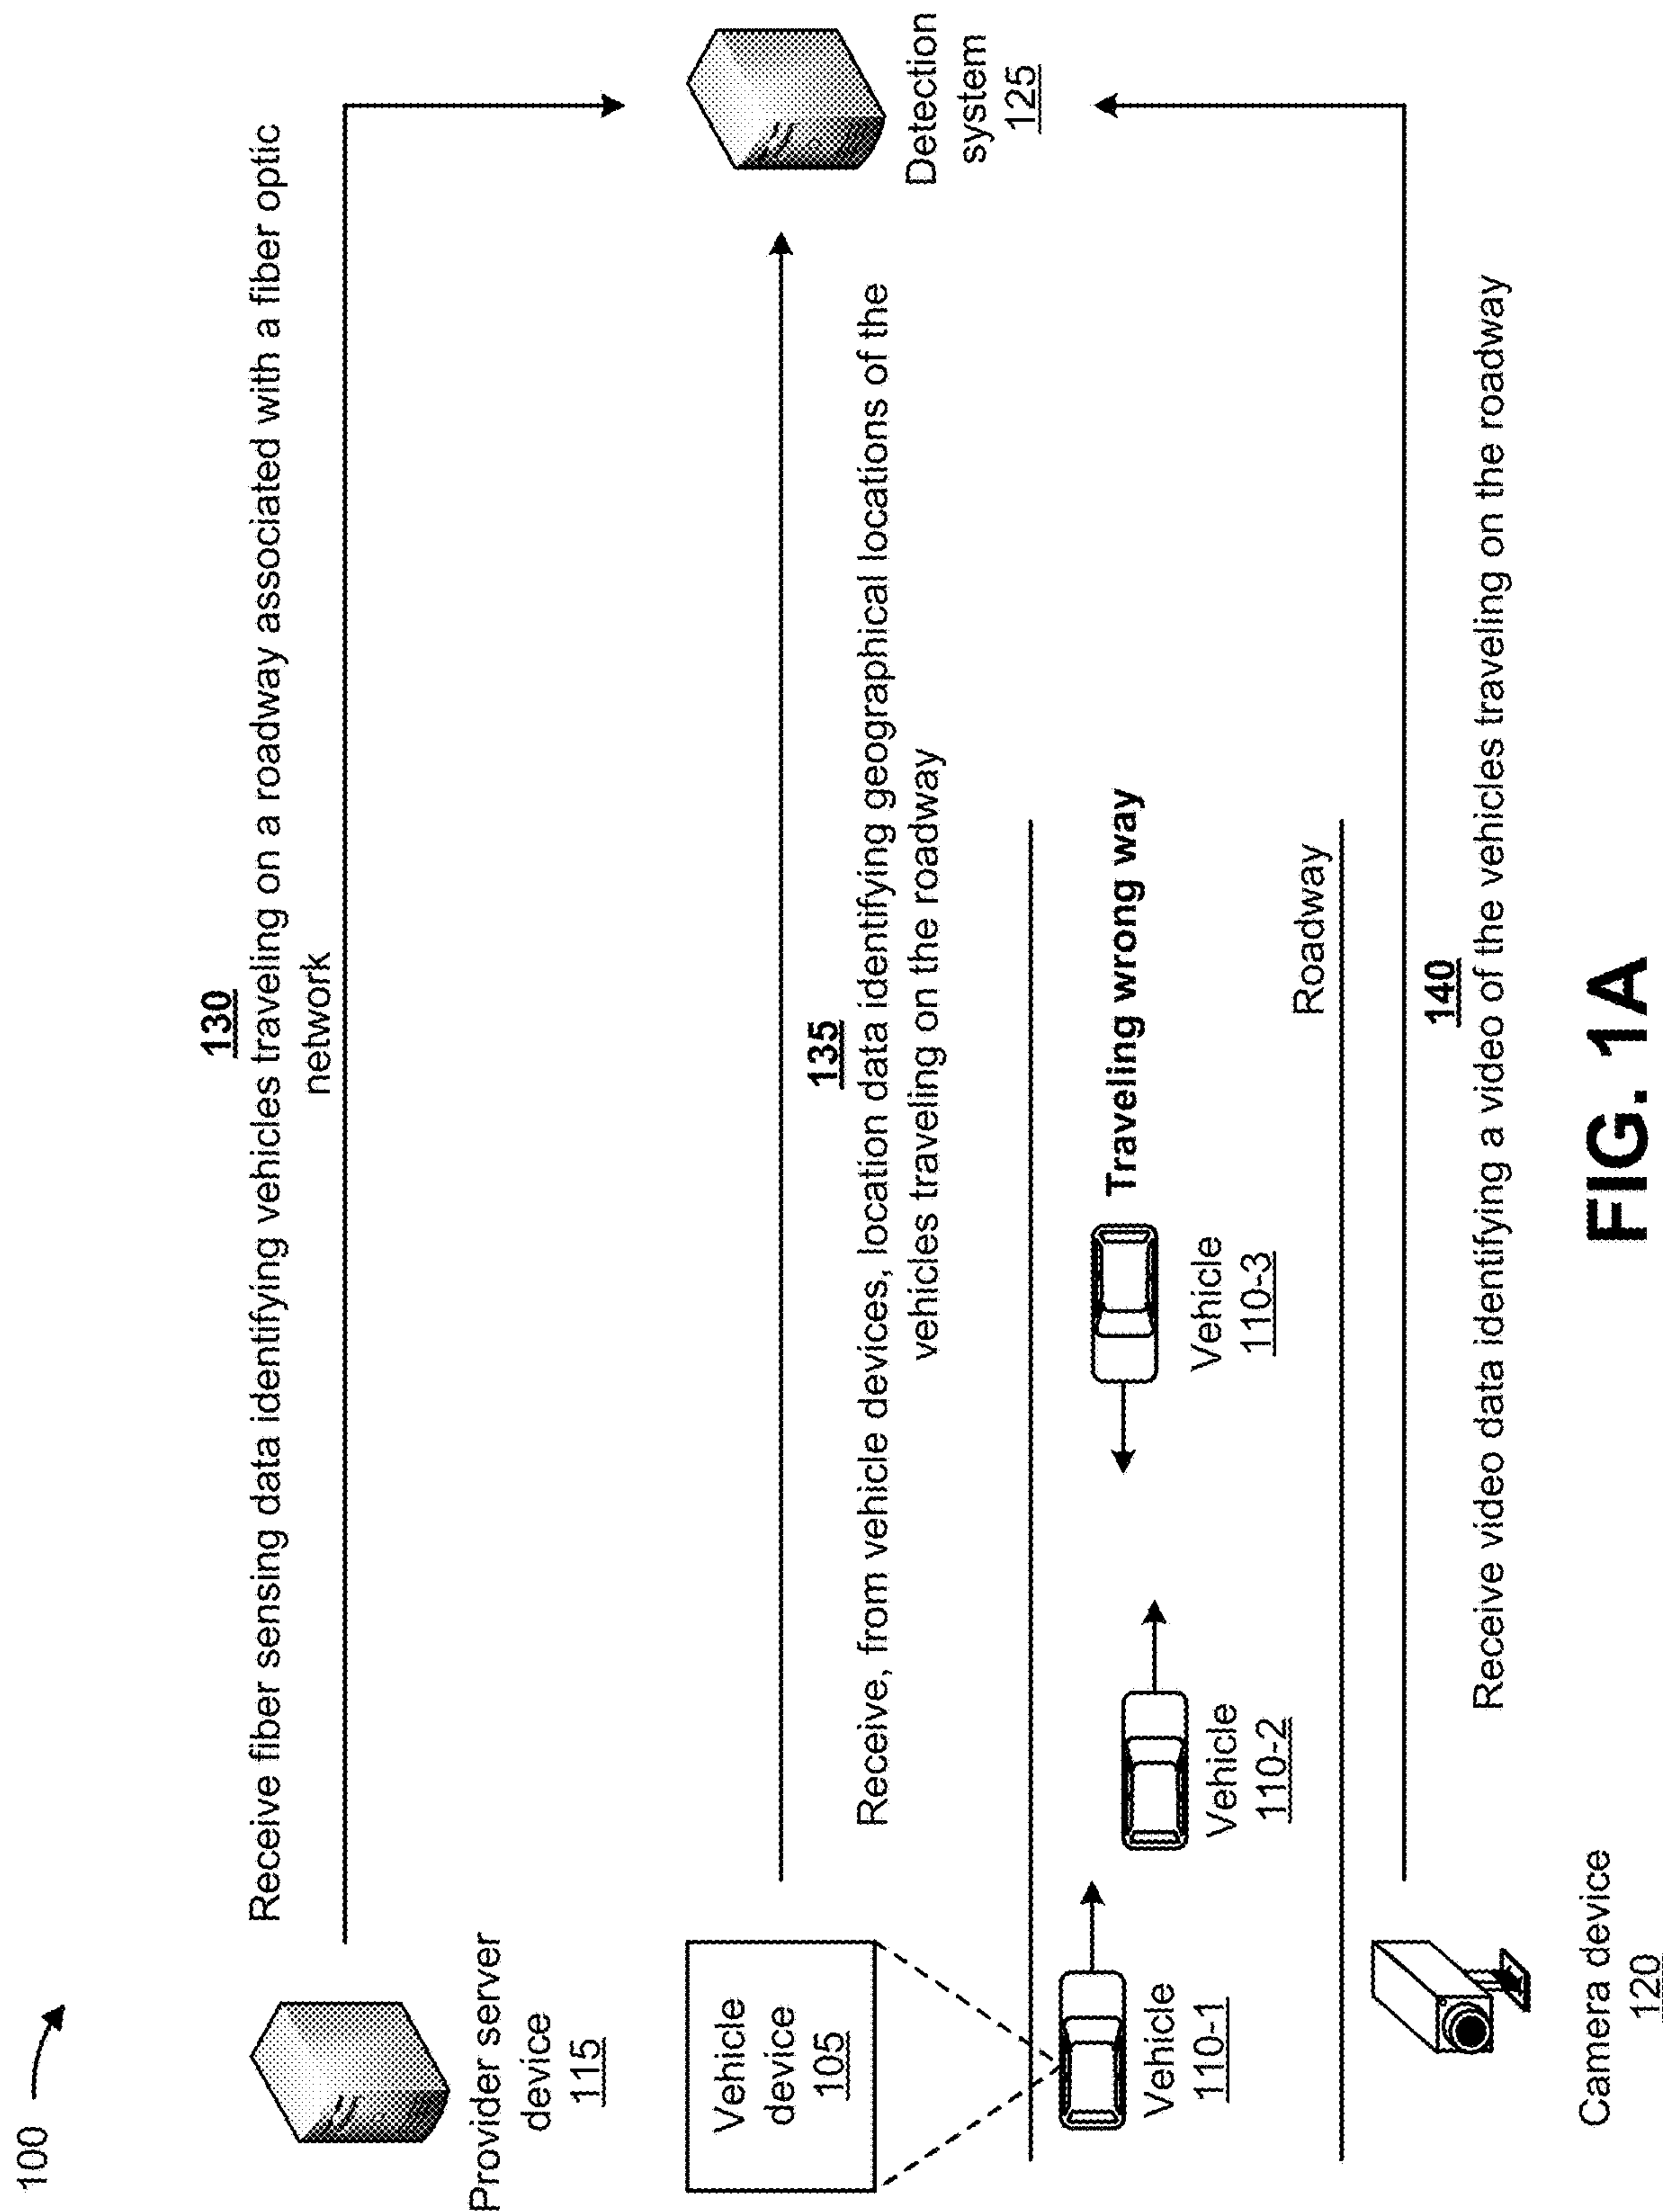 100
130
Receive fiber sensing data identifying vehicles traveling on a roadway associated with a fiber optic
network
Provider server
device
115
Detection
system
125
135
Receive, from vehicle devices, location data identifying geographical locations of the
vehicles traveling on the roadway
Vehicle
device
105
Traveling wrong way
Vehicle
110-1
Vehicle
110-2
Vehicle
110-3
Roadway
140
Receive video data identifying a video of the vehicles traveling on the roadway
Camera device
120
FIG. 1A